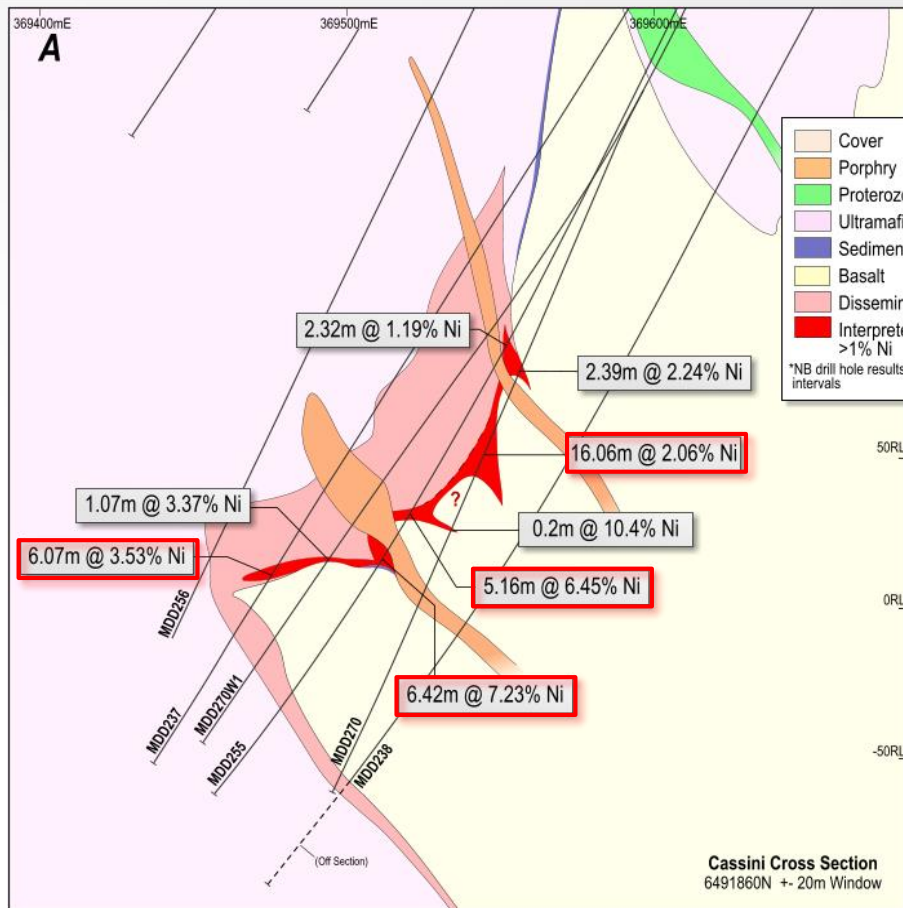 369400mE
369500mE
369600mE
A
Cover
Porphry
Proterozo
Ultramafi
Sedimen
Basalt
Dissemin
Interprete
>1% Ni
*NB drill hole results
intervals
2.32m @ 1.19% Ni
2.39m @ 2.24% Ni
16.06m @ 2.06% Ni
50RL
?
1.07m @ 3.37% Ni
0.2m @ 10.4% Ni
6.07m @ 3.53% Ni
5.16m @ 6.45% Ni
0RL
MDD256
6.42m @ 7.23% Ni
MDD237
MDD270W1
MDD255
MDD270
MDD238
-50RL
(Off Section)
Cassini Cross Section
6491860N +- 20m Window